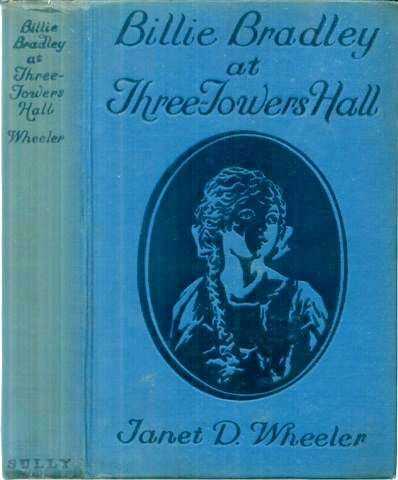 Billie
Bradley
at
Three-
Towers
Hall
Wheeler
SULLY
Billie Bradley
at
Three-Towers Hall
Janet D. Wheeler